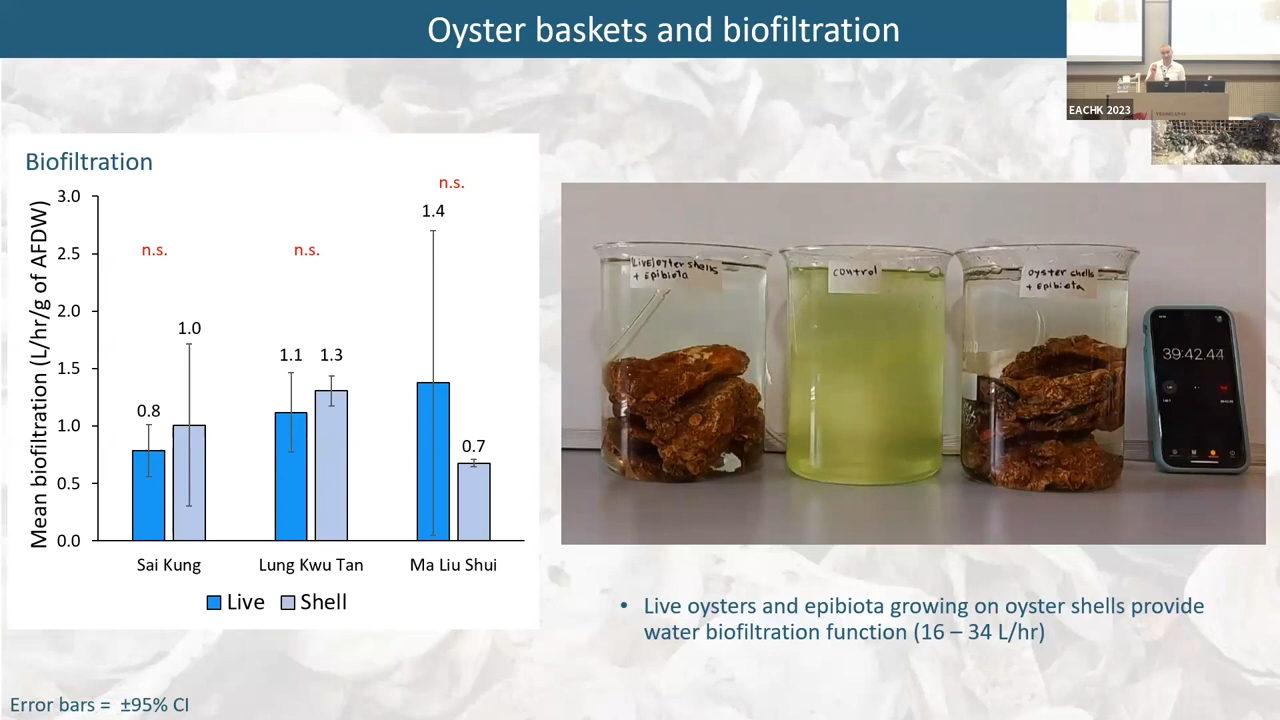 Oyster baskets and biofiltration
EACHK 2023
Biofiltration
Mean biofiltration (L/hr/g of AFDW)
3.0
2.5
2.0
1.5
1.0
0.5
0.0
n.s.
n.s.
n.s.
0.8
1.0
1.1
1.3
1.4
0.7
Sai Kung
Lung Kwu Tan
Ma Liu Shui
Live
Shell
(Live)oyter shells
+ Epibiota
control
oyster shells
+ Epibiota
39:42.44
• Live oysters and epibiota growing on oyster shells provide
water biofiltration function (16 – 34 L/hr)
Error bars = ±95% CI